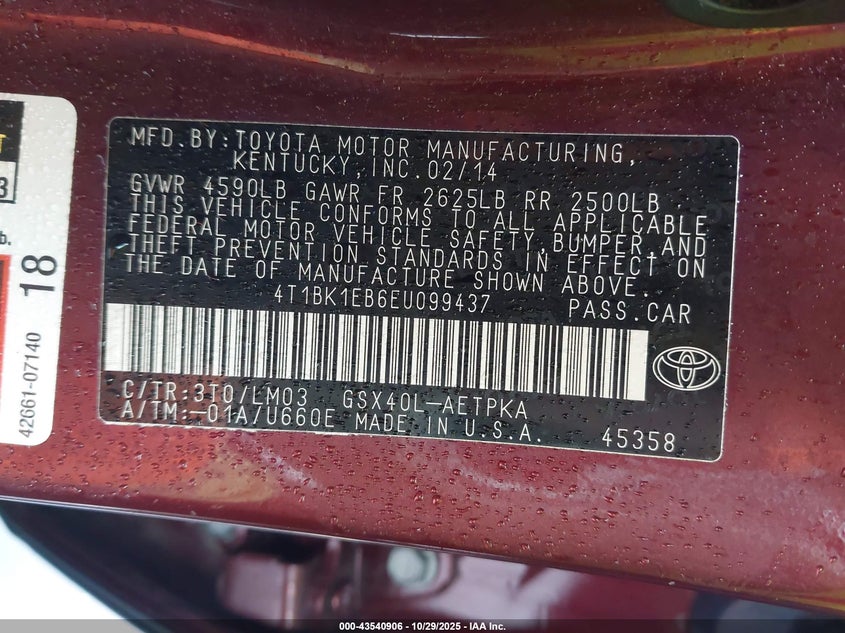 MFD.BY:TOYOTA MOTOR MANUFACTURING,
KENTUCKY,INC.02/14
GVWR 4590LB GAWR FR 2625LB RR 2500LB
THIS VEHICLE CONFORMS TO ALL APPLICABLE
FEDERAL MOTOR VEHICLE SAFETY,BUMPER,AND
THEFT PREVENTION STANDARDS IN EFFECT ON
THE DATE OF MANUFACTURE SHOWN ABOVE.
4T1BK1EB6EU099437 PASS.CAR
C/TR:3T0/LM03 GSX40L-AETPKA
A/TM:-01A/U660E MADE IN U.S.A. 45358
18
42661-07140
000-43540906 - 10/29/2025 - IAA Inc.